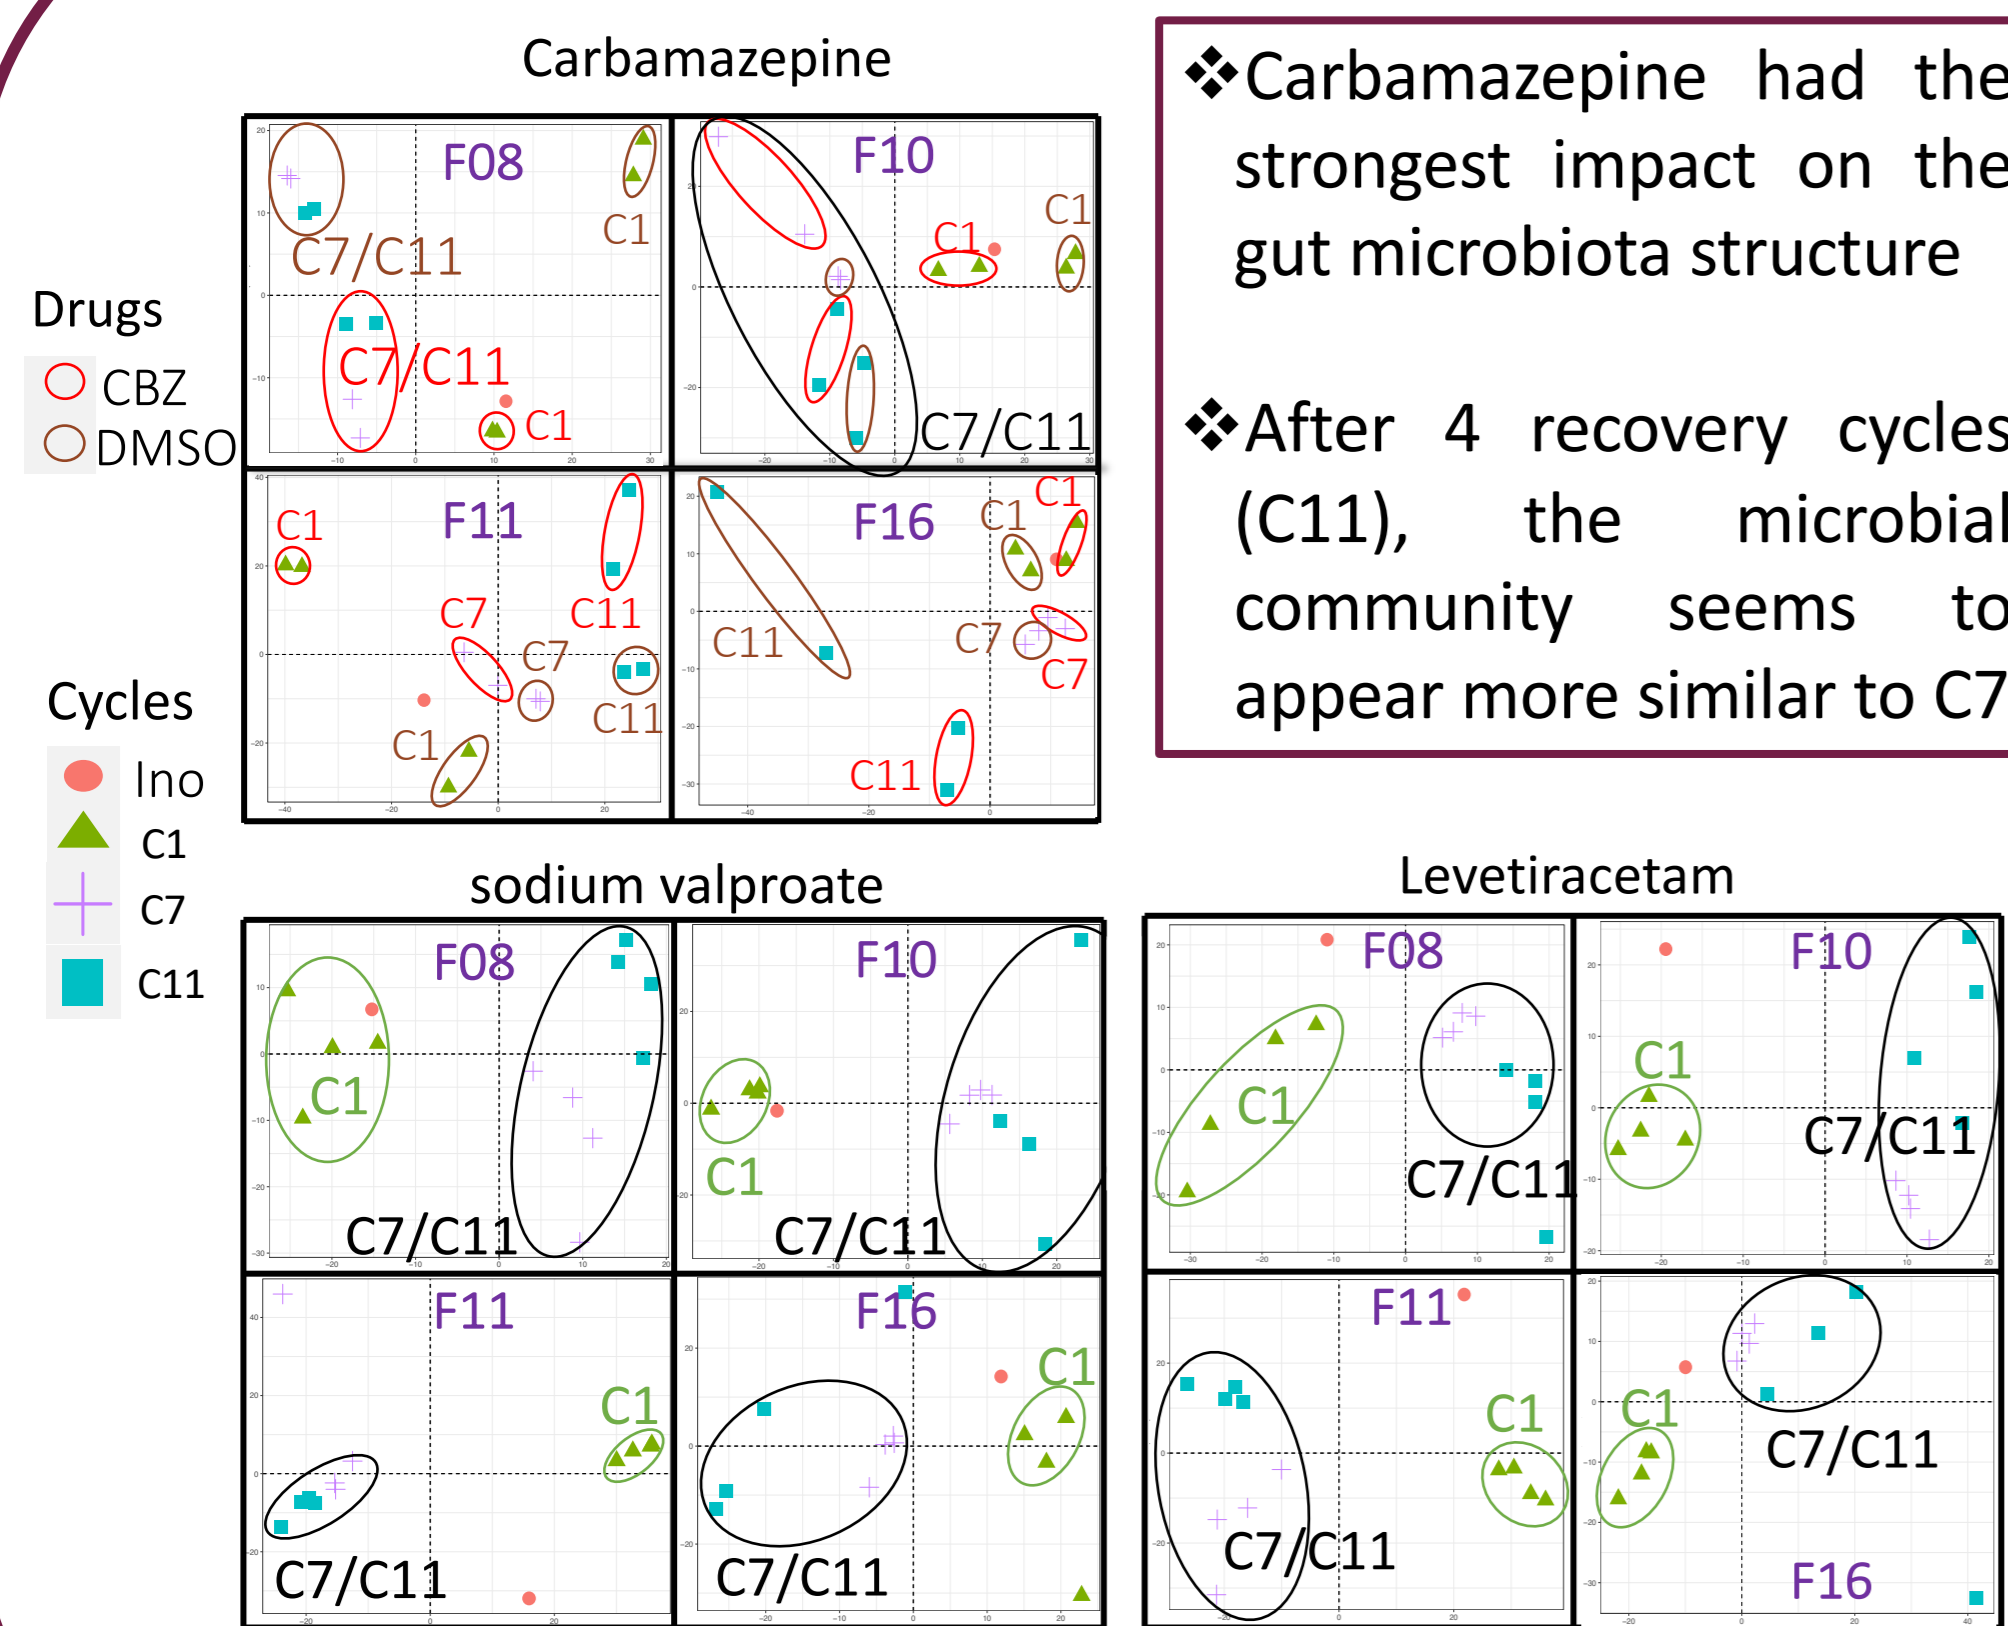 Carbamazepine
❖Carbamazepine had the
strongest impact on the
gut microbiota structure
❖After 4 recovery cycles
(C11), the microbial
community seems to
appear more similar to C7
Drugs
CBZ
DMSO
Cycles
Ino
C1
C7
C11
F08
C1
C7/C11
C7/C11
C1
F10
C1
C1
C7/C11
F11
C1
C7
C11
C7
C11
C1
F16
C1
C1
C11
C7
C7
C11
sodium valproate
F08
C1
C7/C11
F10
C1
C7/C11
F11
C1
C7/C11
F16
C1
C7/C11
Levetiracetam
F08
C1
C7/C11
F10
C1
C7/C11
F11
C1
C7/C11
C1
C7/C11
F16